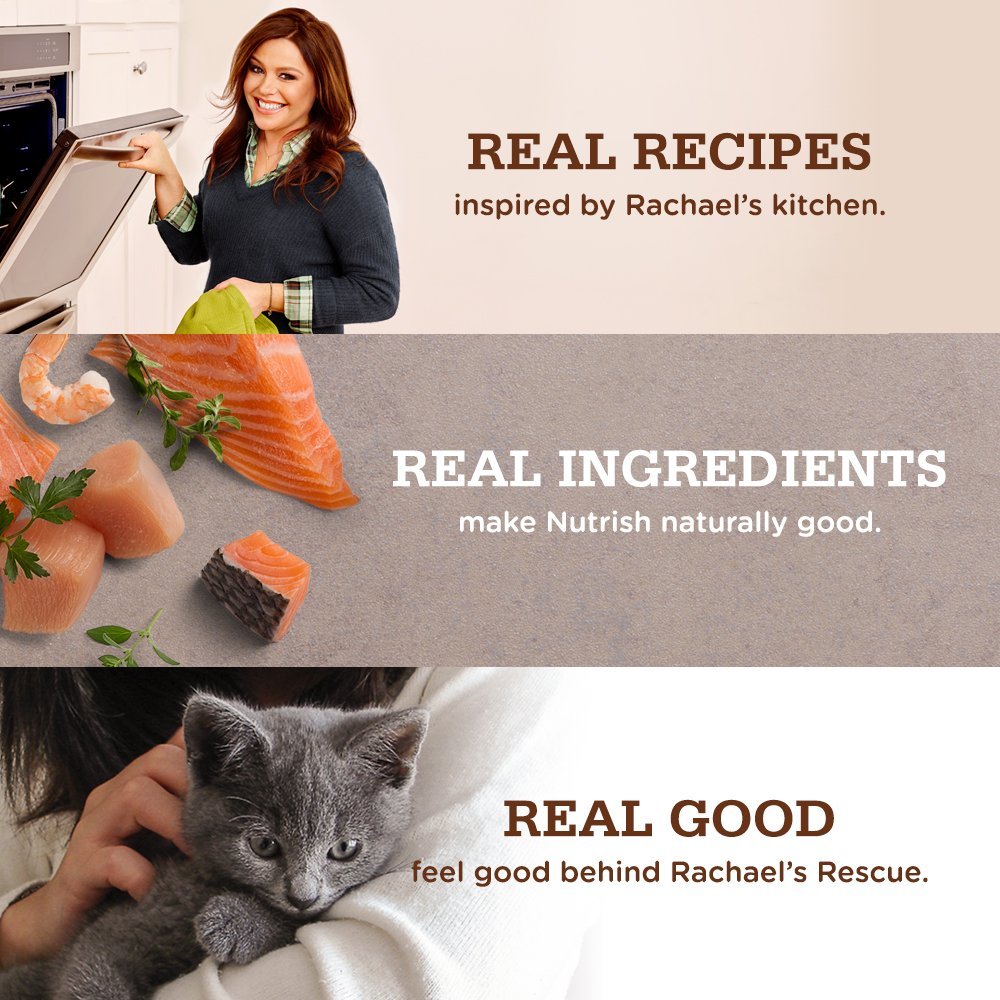 REAL RECIPES
inspired by Rachael's kitchen.
REAL INGREDIENTS
make Nutrish naturally good.
REAL GOOD
feel good behind Rachael's Rescue.